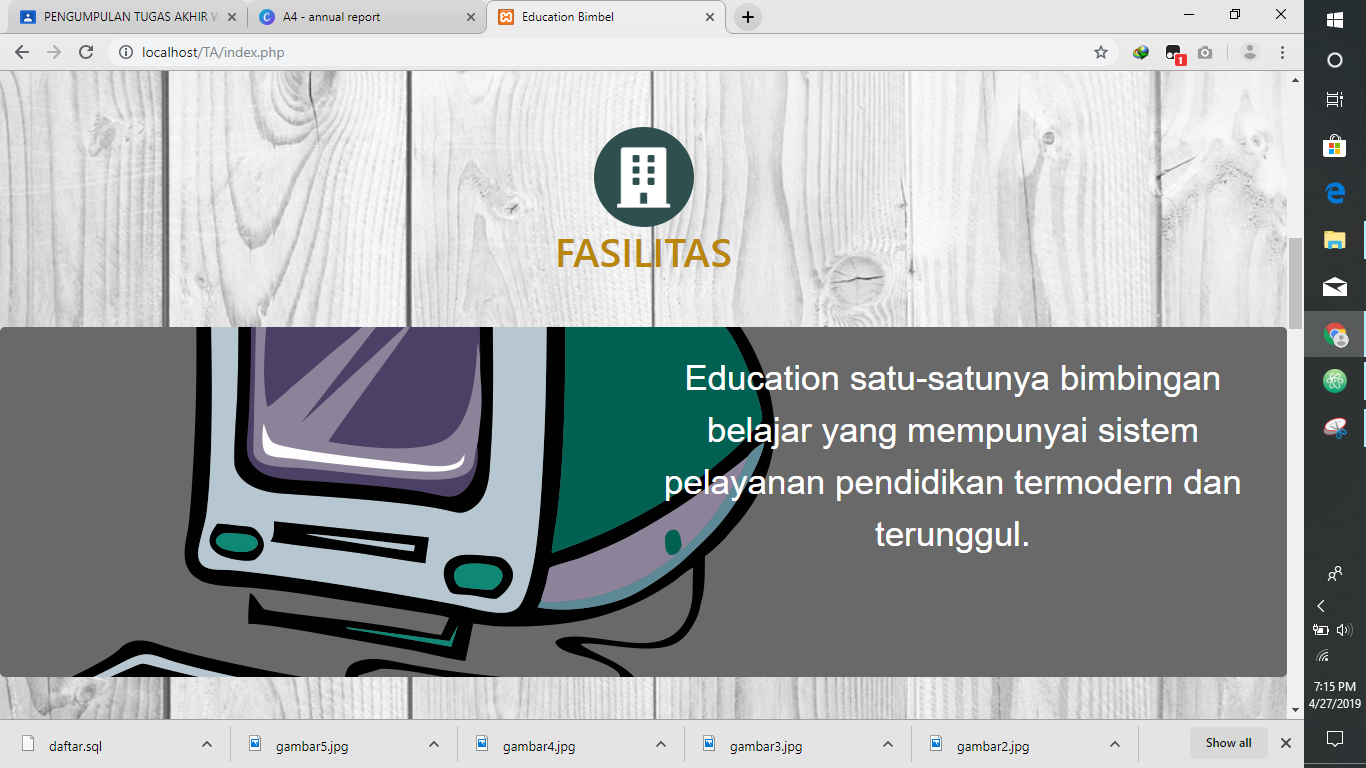 PENGUMPULAN TUGAS AKHIR
A4 - annual report
Education Bimbel
localhost/TA/index.php
1
FASILITAS
Education satu-satunya bimbingan
belajar yang mempunyai sistem
pelayanan pendidikan termodern dan
terunggul.
7:15 PM
4/27/2019
daftar.sql
gambar5.jpg
gambar4.jpg
gambar3.jpg
gambar2.jpg
Show all